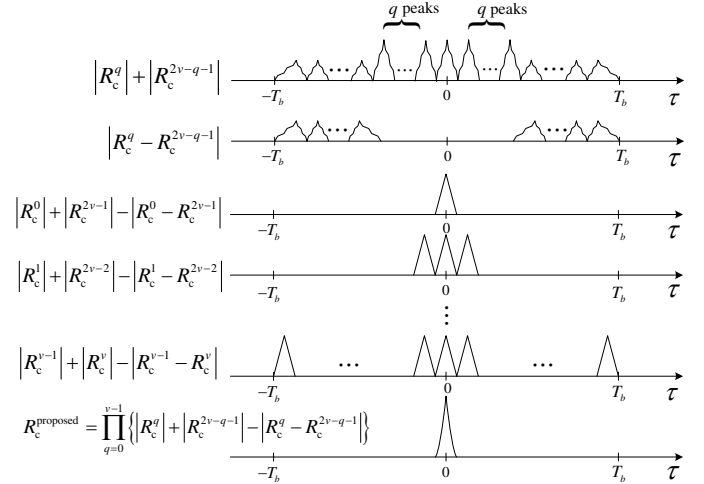 q peaks q peaks
|R_c^q| + |R_c^{2v-q-1}|
... ... ... ...
-T_b 0 T_b τ
|R_c^q - R_c^{2v-q-1}|
... ...
-T_b 0 T_b τ
|R_c^0| + |R_c^{2v-1}| - |R_c^0 - R_c^{2v-1}|
-T_b 0 T_b τ
|R_c^1| + |R_c^{2v-2}| - |R_c^1 - R_c^{2v-2}|
-T_b 0 T_b τ
⋮
|R_c^{v-1}| + |R_c^v| - |R_c^{v-1} - R_c^v|
... ...
-T_b 0 T_b τ
R_c^{proposed} = ∏_{q=0}^{v-1} {|R_c^q| + |R_c^{2v-q-1}| - |R_c^q - R_c^{2v-q-1}|}
-T_b 0 T_b τ